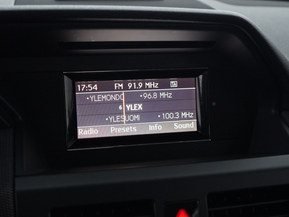 17:54 FM 91.9 MHz
•YLEMONDO •96.8 MHz
YLEX
•YLESUOMI •100.3 MHz
Radio Presets Info Sound